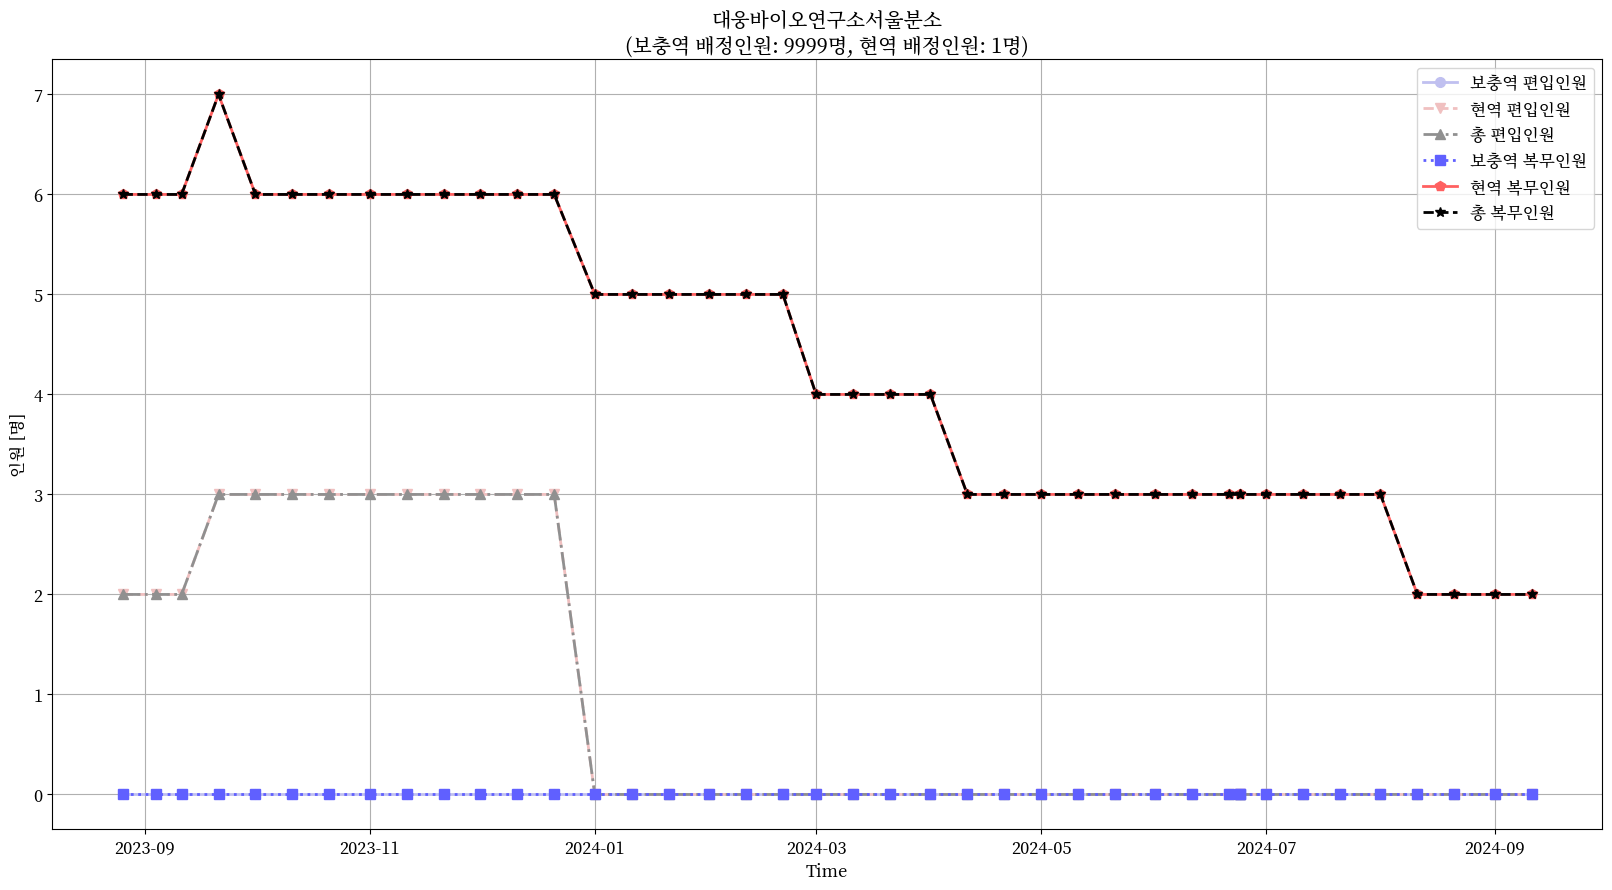 대웅바이오연구소서울분소
(보충역 배정인원: 9999명, 현역 배정인원: 1명)
보충역 편입인원
현역 편입인원
총 편입인원
보충역 복무인원
현역 복무인원
총 복무인원
인원 [명]
7
6
5
4
3
2
1
0
2023-09
2023-11
2024-01
2024-03
2024-05
2024-07
2024-09
Time